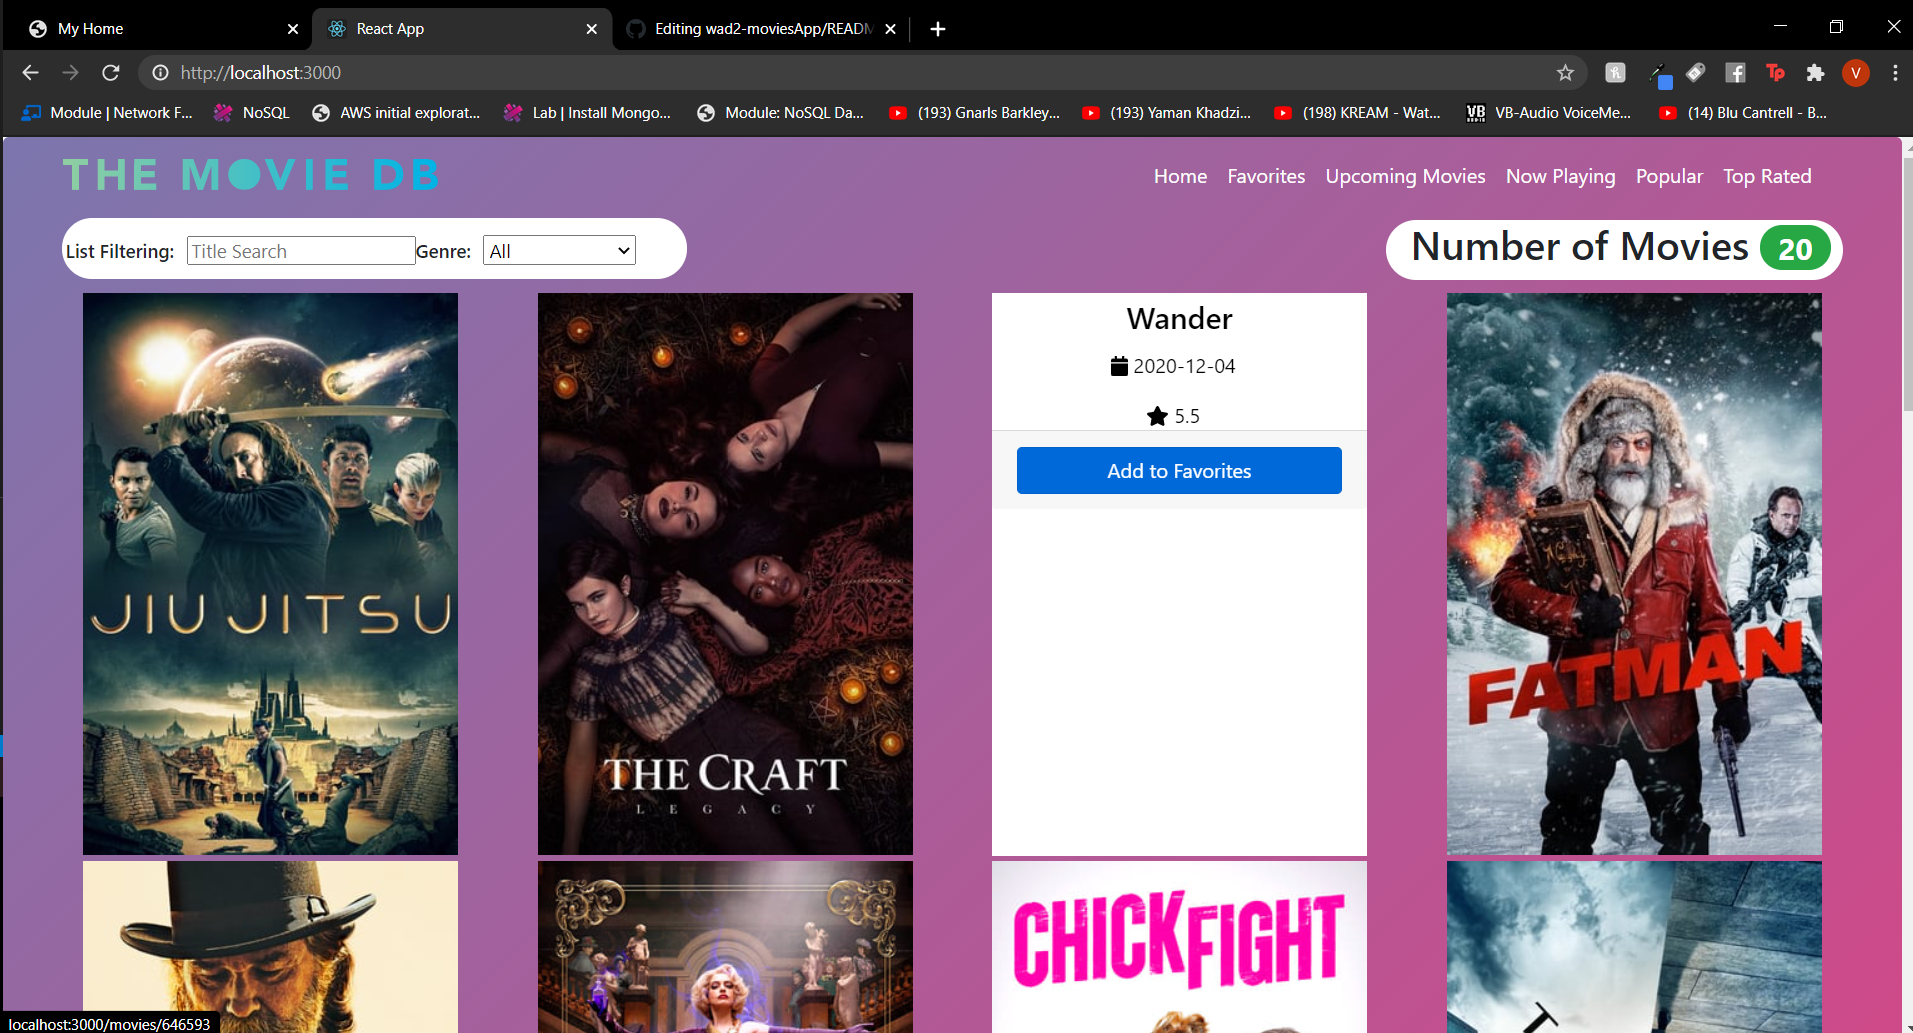 My Home
React App
Editing wad2-moviesApp/READM
http://localhost:3000
V
Module | Network F...
NoSQL
AWS initial explorat...
Lab | Install Mongo...
Module: NoSQL Da...
(193) Gnarls Barkley...
(193) Yaman Khadzi...
(198) KREAM - Wat...
VB-Audio VoiceMe...
(14) Blu Cantrell - B...
THE MOVIE DB
Home
Favorites
Upcoming Movies
Now Playing
Popular
Top Rated
List Filtering:
Title Search
Genre:
All
Number of Movies 20
JIU JITSU
THE CRAFT
LEGACY
Wander
2020-12-04
5.5
Add to Favorites
FATMAN
CHICKFIGHT
localhost:3000/movies/646593